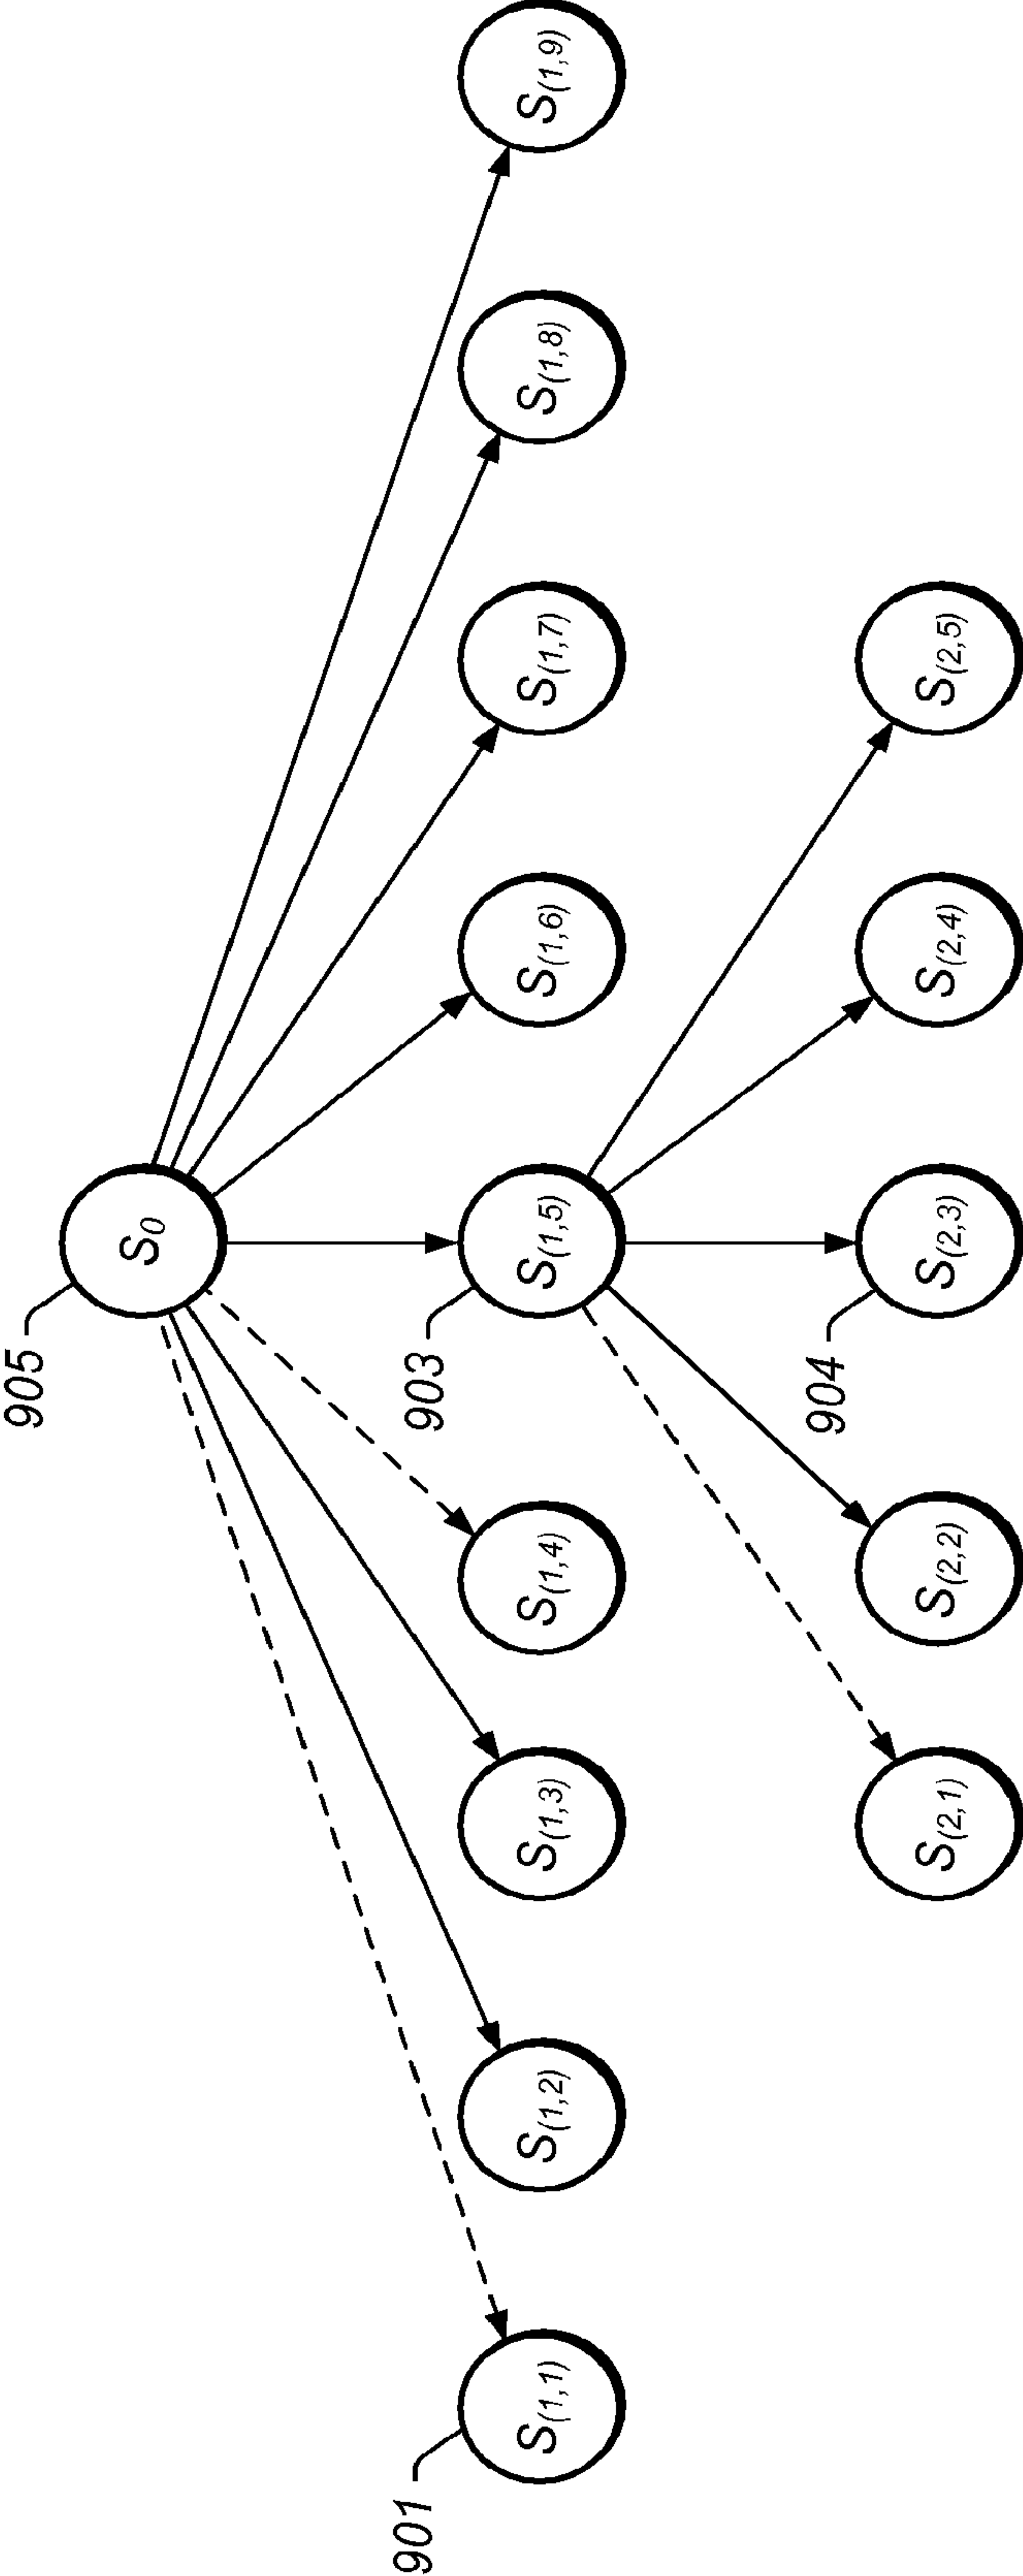 905
S0
901
S(1,1)
S(1,2)
S(1,3)
S(1,4)
903
S(1,5)
S(1,6)
S(1,7)
S(1,8)
S(1,9)
S(2,1)
S(2,2)
904
S(2,3)
S(2,4)
S(2,5)